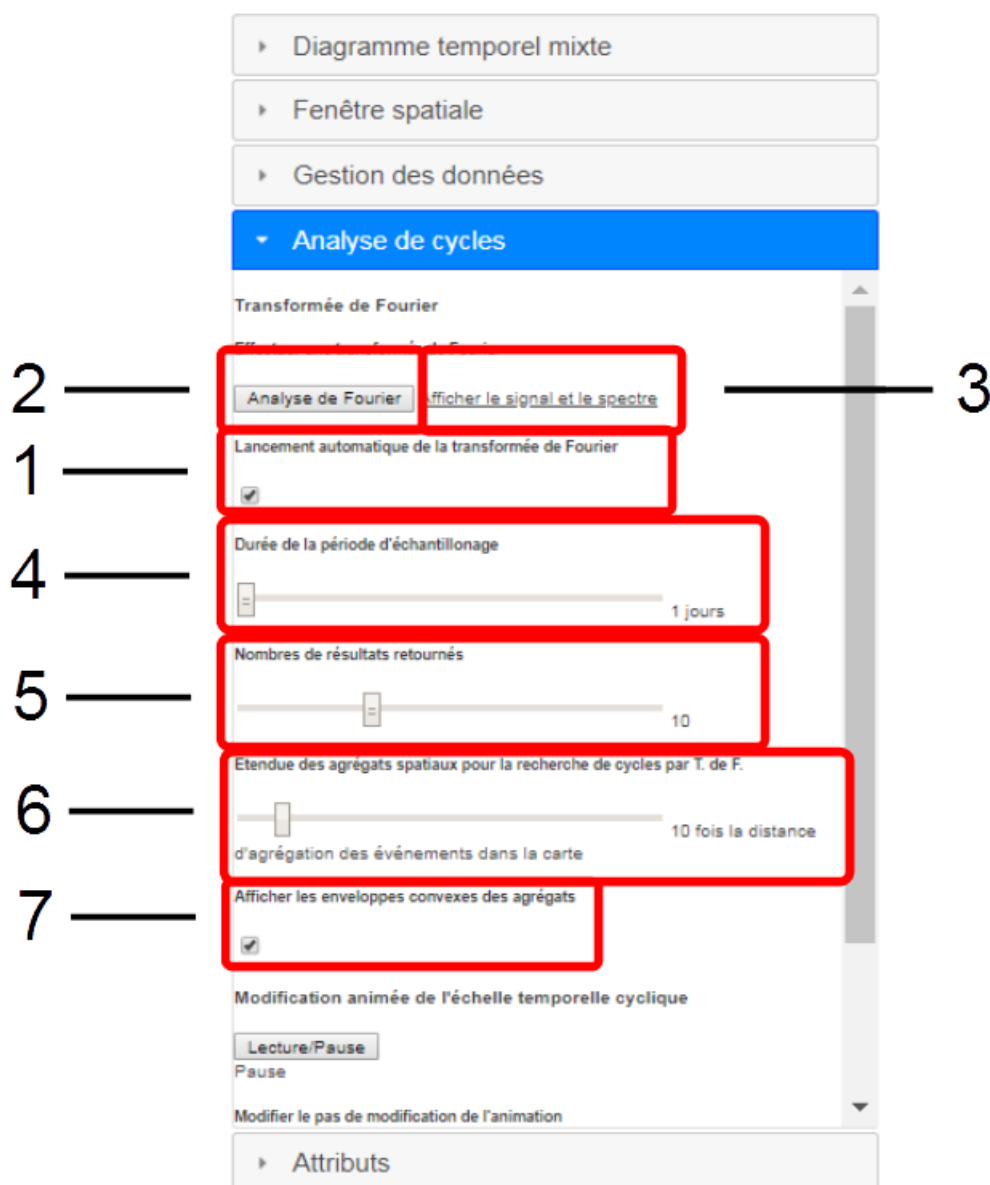 Diagramme temporel mixte
Fenêtre spatiale
Gestion des données
Analyse de cycles
Transformée de Fourier
2
Analyse de Fourier Afficher le signal et le spectre
3
1
Lancement automatique de la transformée de Fourier
4
Durée de la période d'échantillonage
1 jours
5
Nombres de résultats retournés
10
6
Etendue des agrégats spatiaux pour la recherche de cycles par T. de F.
10 fois la distance
d'agrégation des événements dans la carte
7
Afficher les enveloppes convexes des agrégats
Modification animée de l'échelle temporelle cyclique
Lecture/Pause
Pause
Modifier le pas de modification de l'animation
Attributs